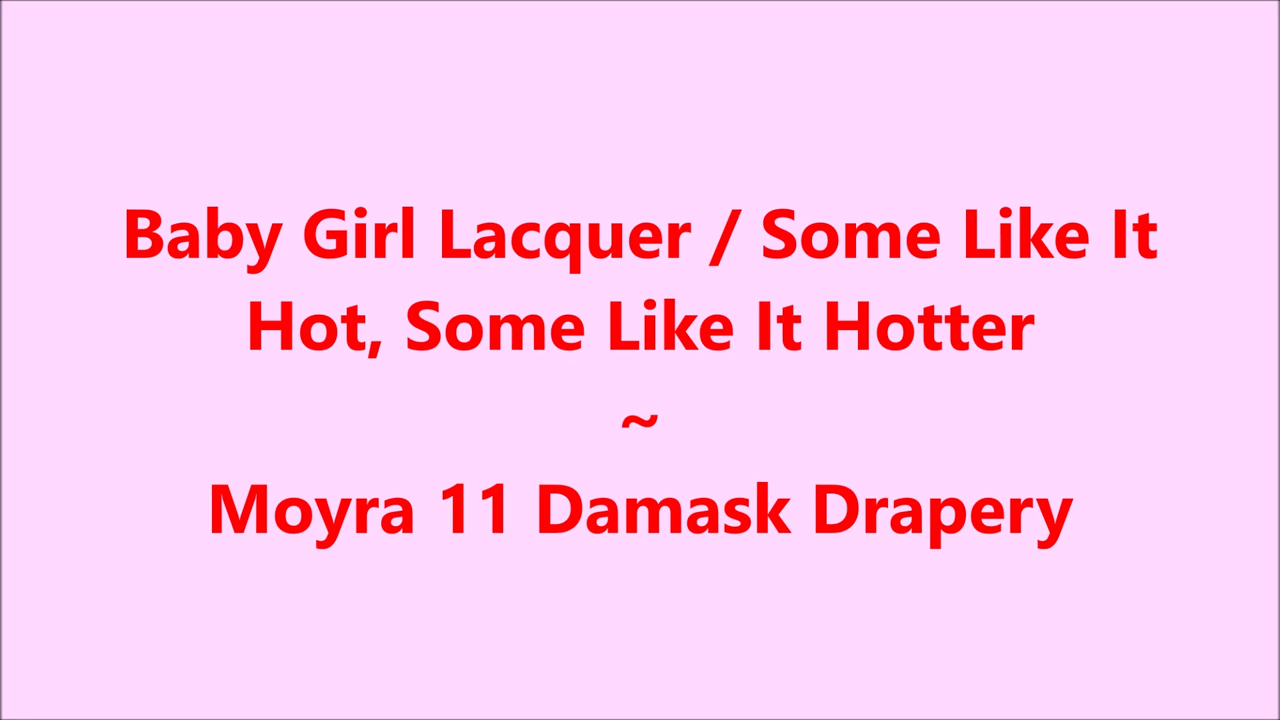 Baby Girl Lacquer / Some Like It
Hot, Some Like It Hotter
~
Moyra 11 Damask Drapery